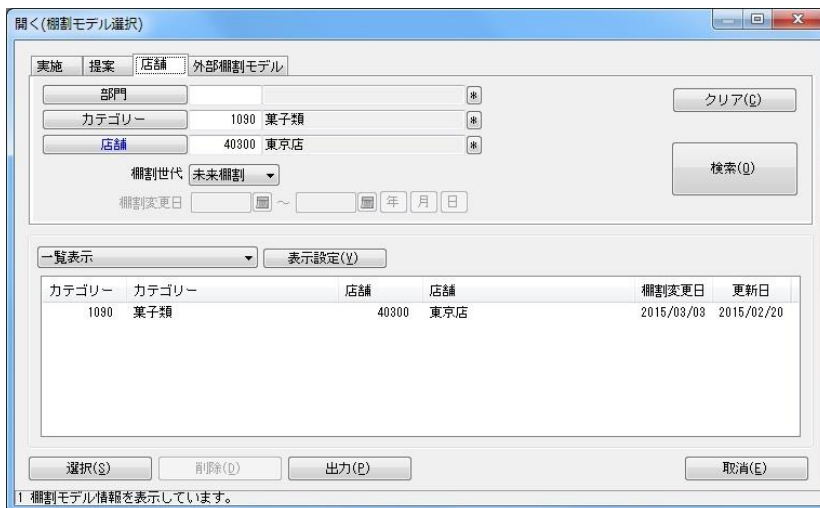 開く(棚割モデル選択)
実施 提案 店舗 外部棚割モデル
部門 *
クリア(C)
カテゴリー 1090 菓子類 *
店舗 40300 東京店 *
検索(Q)
棚割世代 未来棚割
棚割変更日 ～ 年 月 日
一覧表示 表示設定(V)
カテゴリー カテゴリー 店舗 店舗 棚割変更日 更新日
1090 菓子類 40300 東京店 2015/03/03 2015/02/20
選択(S) 削除(D) 出力(P) 取消(E)
1 棚割モデル情報を表示しています。